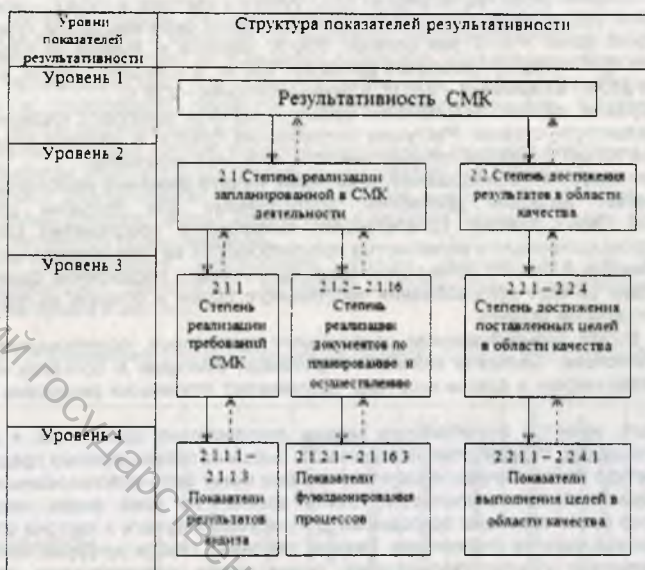 Уровни
показателей
результативности
Структура показателей результативности
Уровень 1
Результативность СМК
Уровень 2
2.1 Степень реализации
запланированной в СМК
деятельности
2.2 Степень достижения
результатов в области
качества
Уровень 3
2.1.1
Степень
реализации
требований
СМК
2.1.2 – 2.1.16
Степень
реализации
документов по
планированию и
осуществлению
2.2.1 – 2.2.4
Степень достижения
поставленных целей
в области качества
Уровень 4
2.1.1.1 –
2.1.1.3
Показатели
результатов
аудита
2.1.2.1 – 2.1.16.3
Показатели
функционирования
процессов
2.2.1.1 – 2.2.4.1
Показатели
выполнения целей в
области качества
государствен